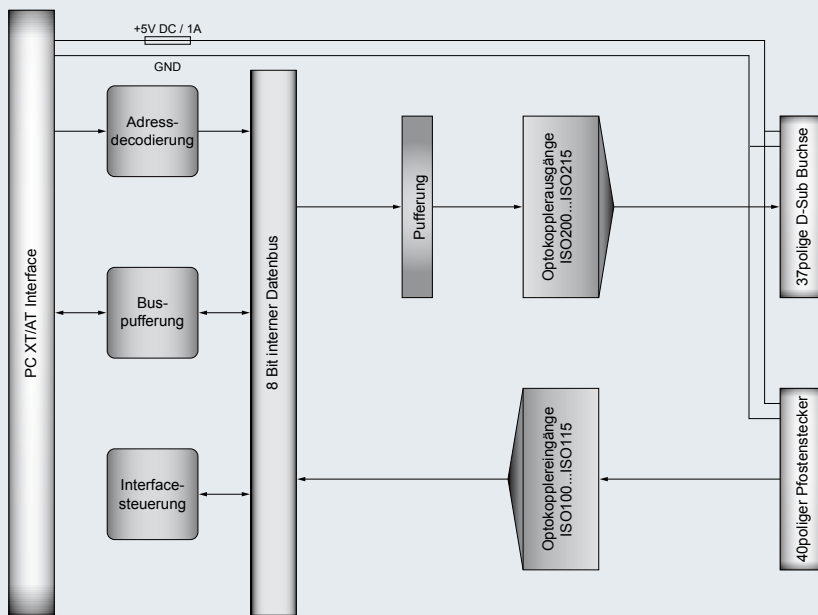 +5V DC / 1A
GND
PC XT/AT Interface
Adress-
decodierung
Bus-
pufferung
Interface-
steuerung
8 Bit interner Datenbus
Pufferung
Optokopplerausgänge
ISO200...ISO215
37polige D-Sub Buchse
Optokopplereingänge
ISO100...ISO115
40poliger Pfostenstecker